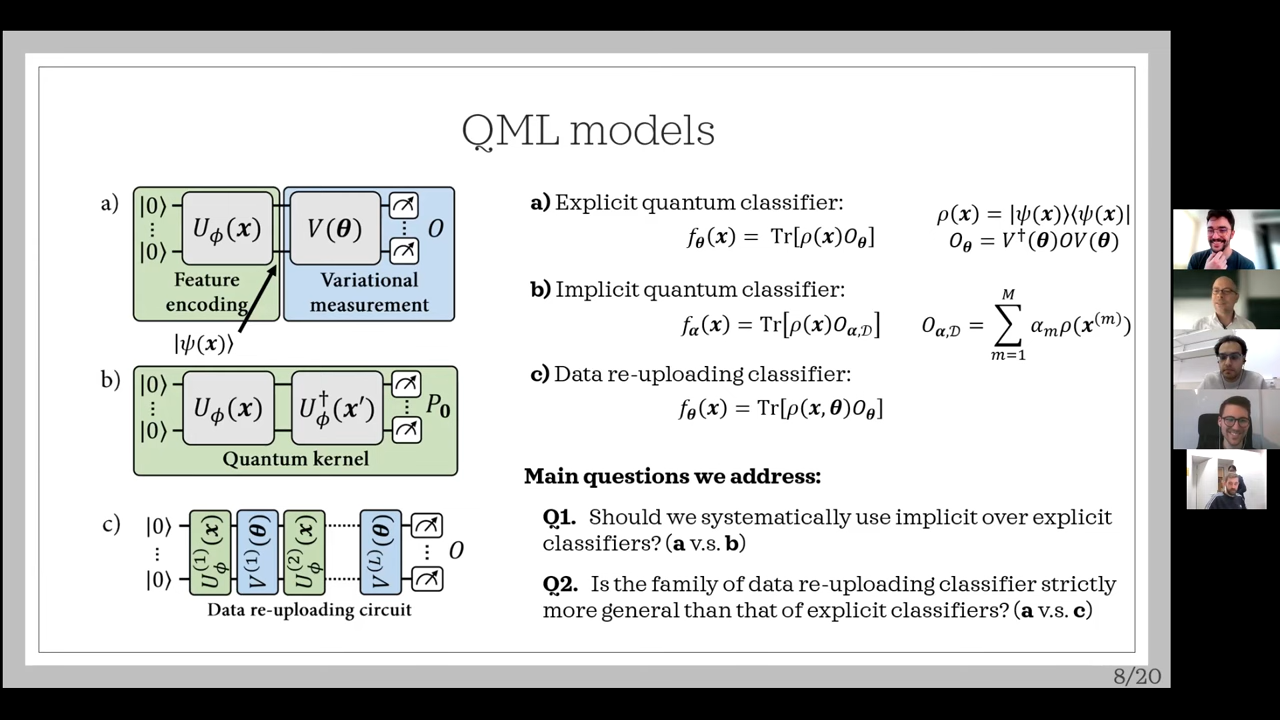 QML models
a)
|0⟩
⋮
|0⟩
U_ϕ(x)
V(θ)
⋮
O
Feature
encoding
Variational
measurement
|ψ(x)⟩
b)
|0⟩
⋮
|0⟩
U_ϕ(x)
U_ϕ^†(x′)
⋮
P_0
Quantum kernel
c)
|0⟩
⋮
|0⟩
U_ϕ^(1)(x)
V^(1)(θ)
U_ϕ^(2)(x)
V^(L)(θ)
⋮
O
Data re-uploading circuit
a) Explicit quantum classifier:
f_θ(x) = Tr[ρ(x)O_θ]
ρ(x) = |ψ(x)⟩⟨ψ(x)|
O_θ = V^†(θ)OV(θ)
b) Implicit quantum classifier:
f_α(x) = Tr[ρ(x)O_{α,𝒟}]
O_{α,𝒟} = ∑_{m=1}^{M} α_m ρ(x^(m))
c) Data re-uploading classifier:
f_θ(x) = Tr[ρ(x, θ)O_θ]
Main questions we address:
Q1. Should we systematically use implicit over explicit
classifiers? (a v.s. b)
Q2. Is the family of data re-uploading classifier strictly
more general than that of explicit classifiers? (a v.s. c)
8/20